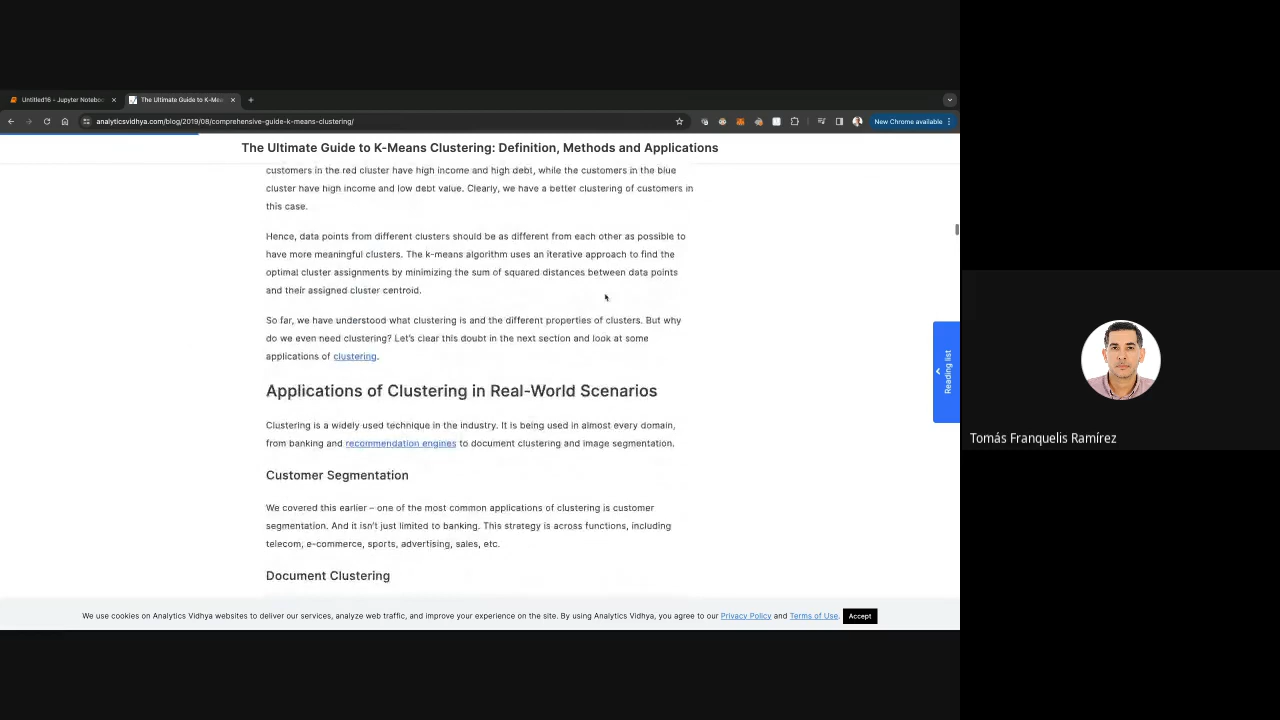 Untitled16 - Jupyter Noteboo
The Ultimate Guide to K-Mea
analyticsvidhya.com/blog/2019/08/comprehensive-guide-k-means-clustering/
New Chrome available
The Ultimate Guide to K-Means Clustering: Definition, Methods and Applications
customers in the red cluster have high income and high debt, while the customers in the blue
cluster have high income and low debt value. Clearly, we have a better clustering of customers in
this case.
Hence, data points from different clusters should be as different from each other as possible to
have more meaningful clusters. The k-means algorithm uses an iterative approach to find the
optimal cluster assignments by minimizing the sum of squared distances between data points
and their assigned cluster centroid.
So far, we have understood what clustering is and the different properties of clusters. But why
do we even need clustering? Let's clear this doubt in the next section and look at some
applications of clustering.
Reading list
Applications of Clustering in Real-World Scenarios
Clustering is a widely used technique in the industry. It is being used in almost every domain,
from banking and recommendation engines to document clustering and image segmentation.
Tomás Franquelis Ramírez
Customer Segmentation
We covered this earlier – one of the most common applications of clustering is customer
segmentation. And it isn't just limited to banking. This strategy is across functions, including
telecom, e-commerce, sports, advertising, sales, etc.
Document Clustering
We use cookies on Analytics Vidhya websites to deliver our services, analyze web traffic, and improve your experience on the site. By using Analytics Vidhya, you agree to our Privacy Policy and Terms of Use. Accept